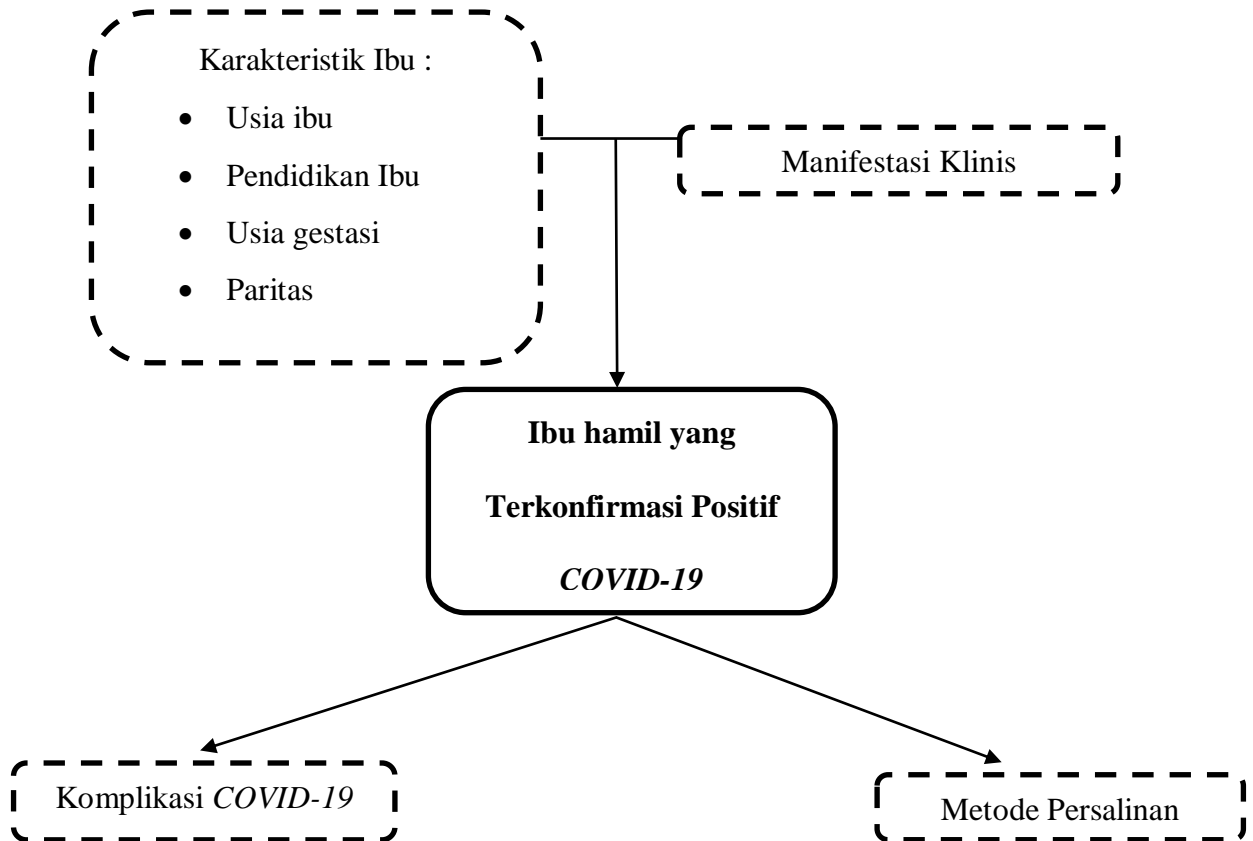 Karakteristik Ibu :
• Usia ibu
• Pendidikan Ibu
• Usia gestasi
• Paritas
Manifestasi Klinis
Ibu hamil yang
Terkonfirmasi Positif
COVID-19
Komplikasi COVID-19
Metode Persalinan